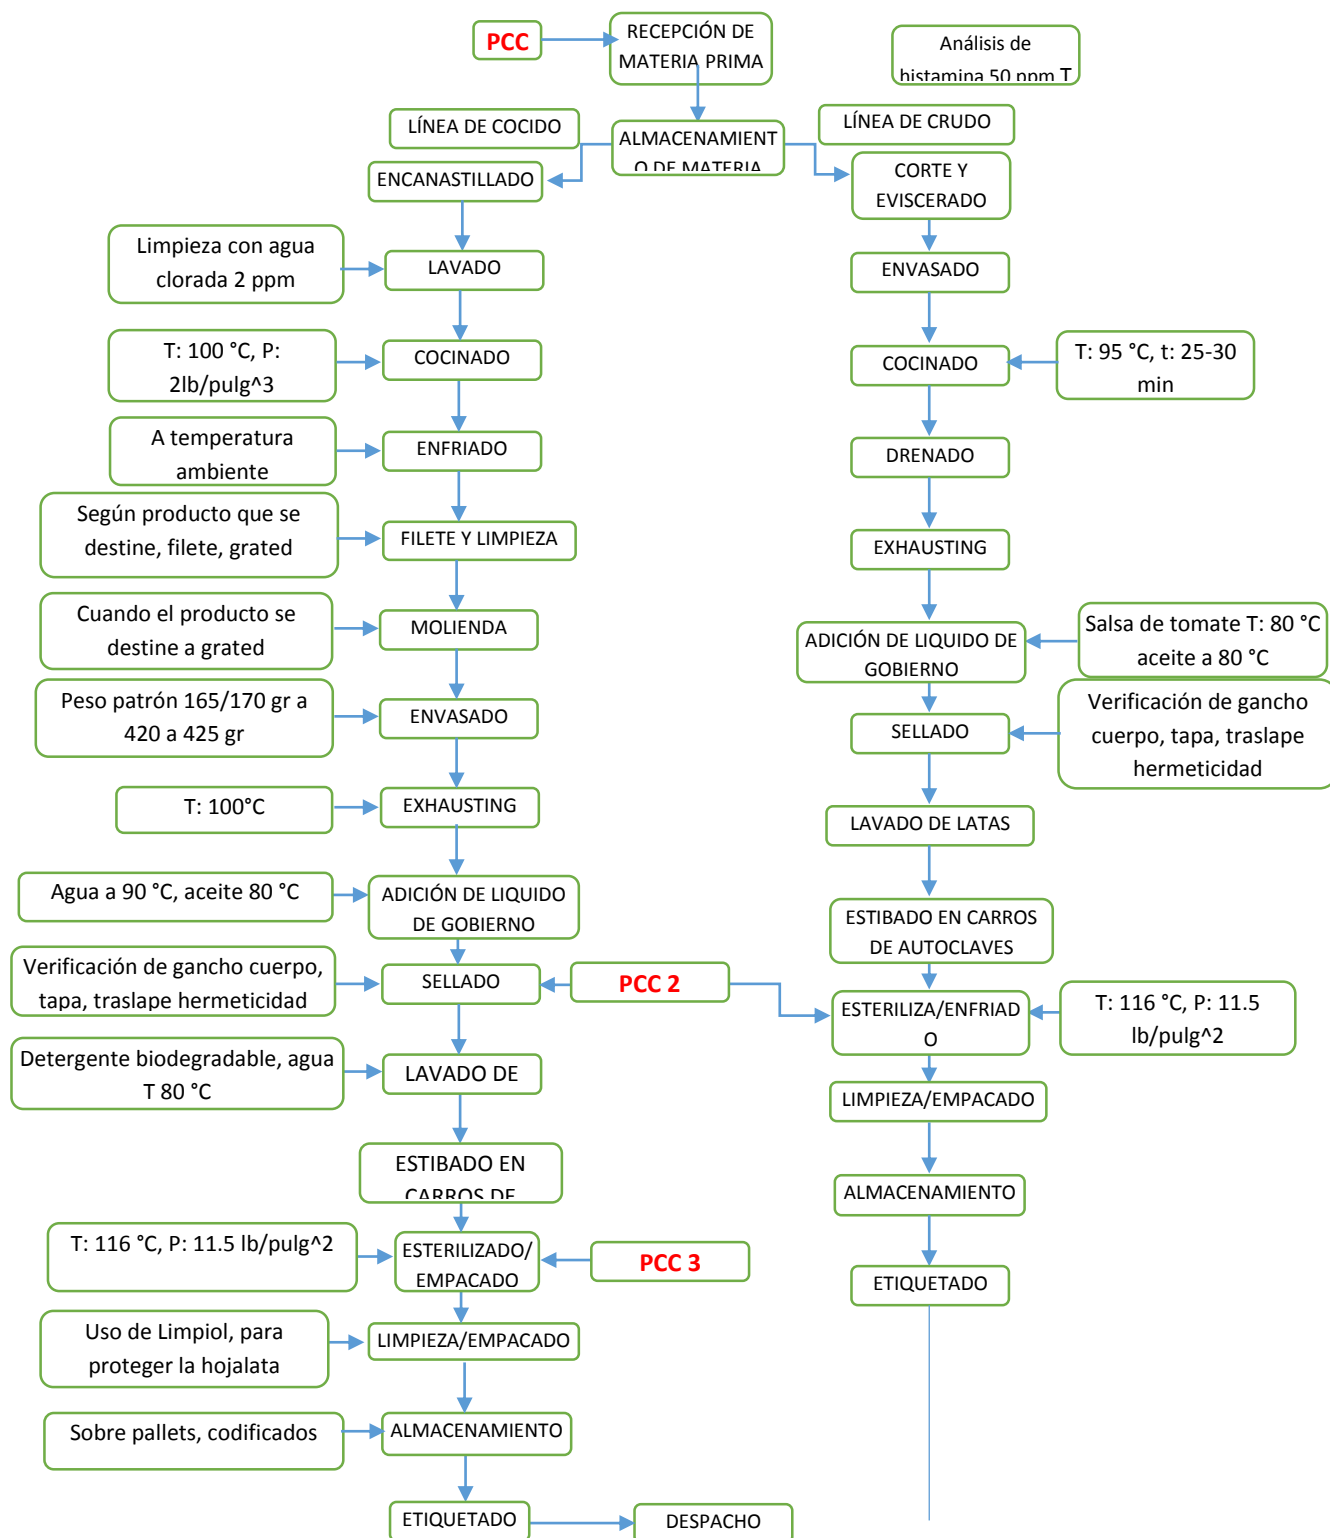 PCC
RECEPCIÓN DE
MATERIA PRIMA
Análisis de
histamina 50 ppm T
LÍNEA DE COCIDO
ALMACENAMIENT
O DE MATERIA
LÍNEA DE CRUDO
ENCANASTILLADO
CORTE Y
EVISCERADO
Limpieza con agua
clorada 2 ppm
LAVADO
ENVASADO
T: 100 °C, P:
2lb/pulg^3
COCINADO
COCINADO
T: 95 °C, t: 25-30
min
A temperatura
ambiente
ENFRIADO
DRENADO
Según producto que se
destine, filete, grated
FILETE Y LIMPIEZA
EXHAUSTING
Cuando el producto se
destine a grated
MOLIENDA
ADICIÓN DE LIQUIDO DE
GOBIERNO
Salsa de tomate T: 80 °C
aceite a 80 °C
Peso patrón 165/170 gr a
420 a 425 gr
ENVASADO
SELLADO
Verificación de gancho
cuerpo, tapa, traslape
hermeticidad
T: 100°C
EXHAUSTING
LAVADO DE LATAS
Agua a 90 °C, aceite 80 °C
ADICIÓN DE LIQUIDO
DE GOBIERNO
ESTIBADO EN CARROS
DE AUTOCLAVES
Verificación de gancho cuerpo,
tapa, traslape hermeticidad
SELLADO
PCC 2
ESTERILIZA/ENFRIAD
O
T: 116 °C, P: 11.5
lb/pulg^2
Detergente biodegradable, agua
T 80 °C
LAVADO DE
LIMPIEZA/EMPACADO
ESTIBADO EN
CARROS DE
ALMACENAMIENTO
T: 116 °C, P: 11.5 lb/pulg^2
ESTERILIZADO/
EMPACADO
PCC 3
ETIQUETADO
Uso de Limpiol, para
proteger la hojalata
LIMPIEZA/EMPACADO
Sobre pallets, codificados
ALMACENAMIENTO
ETIQUETADO
DESPACHO